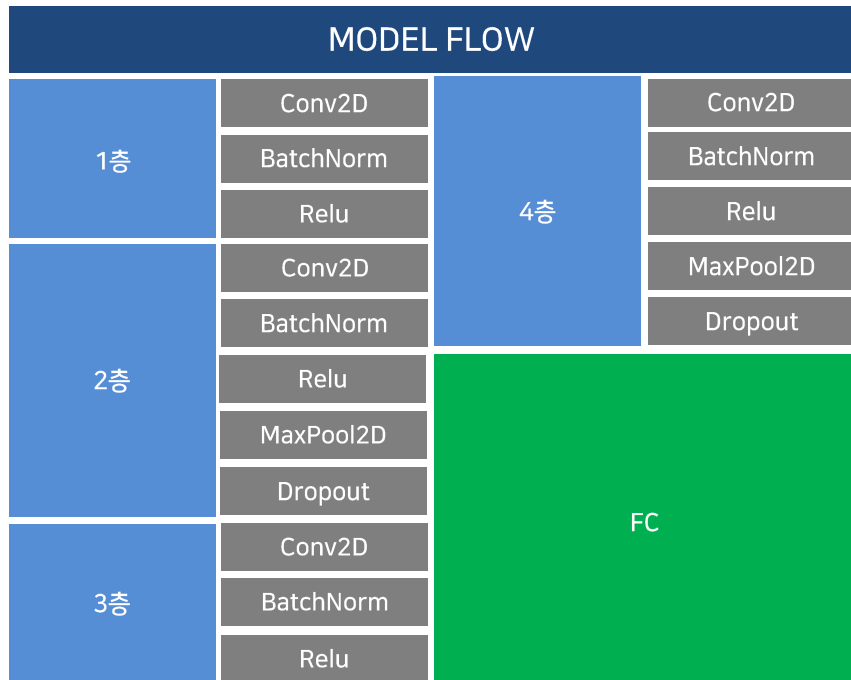 MODEL FLOW
1층
Conv2D
BatchNorm
Relu
2층
Conv2D
BatchNorm
Relu
MaxPool2D
Dropout
3층
Conv2D
BatchNorm
Relu
4층
Conv2D
BatchNorm
Relu
MaxPool2D
Dropout
FC